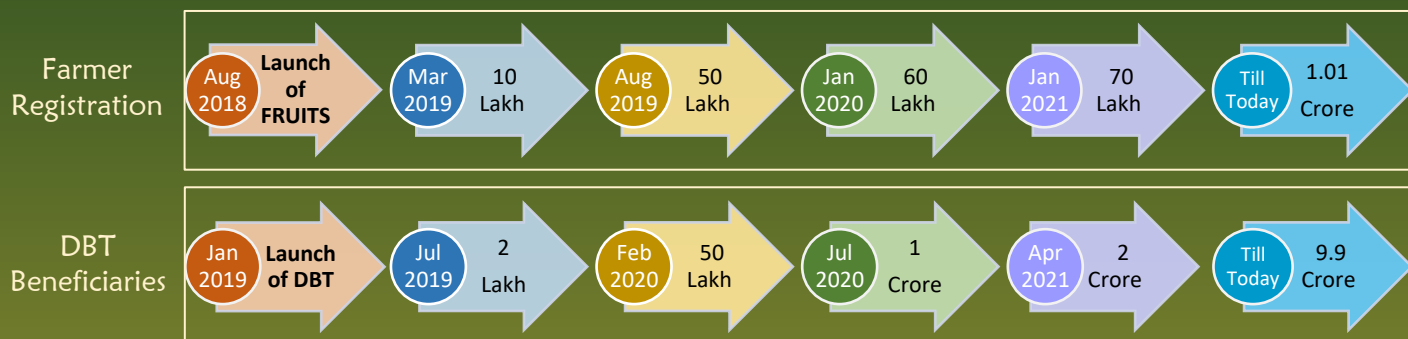 Farmer
Registration
Aug
2018
Launch
of
FRUITS
Mar
2019
10
Lakh
Aug
2019
50
Lakh
Jan
2020
60
Lakh
Jan
2021
70
Lakh
Till
Today
1.01
Crore
DBT
Beneficiaries
Jan
2019
Launch
of DBT
Jul
2019
2
Lakh
Feb
2020
50
Lakh
Jul
2020
1
Crore
Apr
2021
2
Crore
Till
Today
9.9
Crore